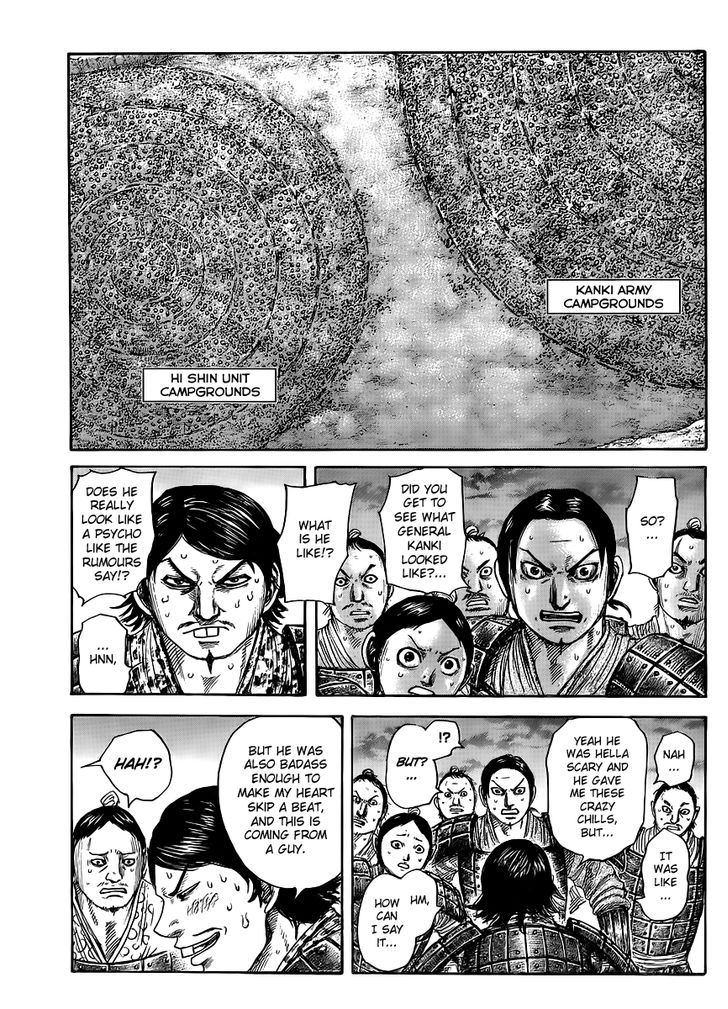 KANKI ARMY
CAMPGROUNDS
HI SHIN UNIT
CAMPGROUNDS
SO?
...
DID YOU
GET TO
SEE WHAT
GENERAL
KANKI
LOOKED
LIKE?...
WHAT
IS HE
LIKE!?
DOES HE
REALLY
LOOK LIKE
A PSYCHO
LIKE THE
RUMOURS
SAY!?
...
HNN,
NAH
...
IT WAS
LIKE
...
YEAH HE
WAS HELLA
SCARY AND
HE GAVE
ME THESE
CRAZY
CHILLS,
BUT...
!?
BUT?
...
HM,
HOW
CAN I
SAY
IT...
BUT HE WAS
ALSO BADASS
ENOUGH TO
MAKE MY HEART
SKIP A BEAT,
AND THIS IS
COMING FROM
A GUY.
HAH!?